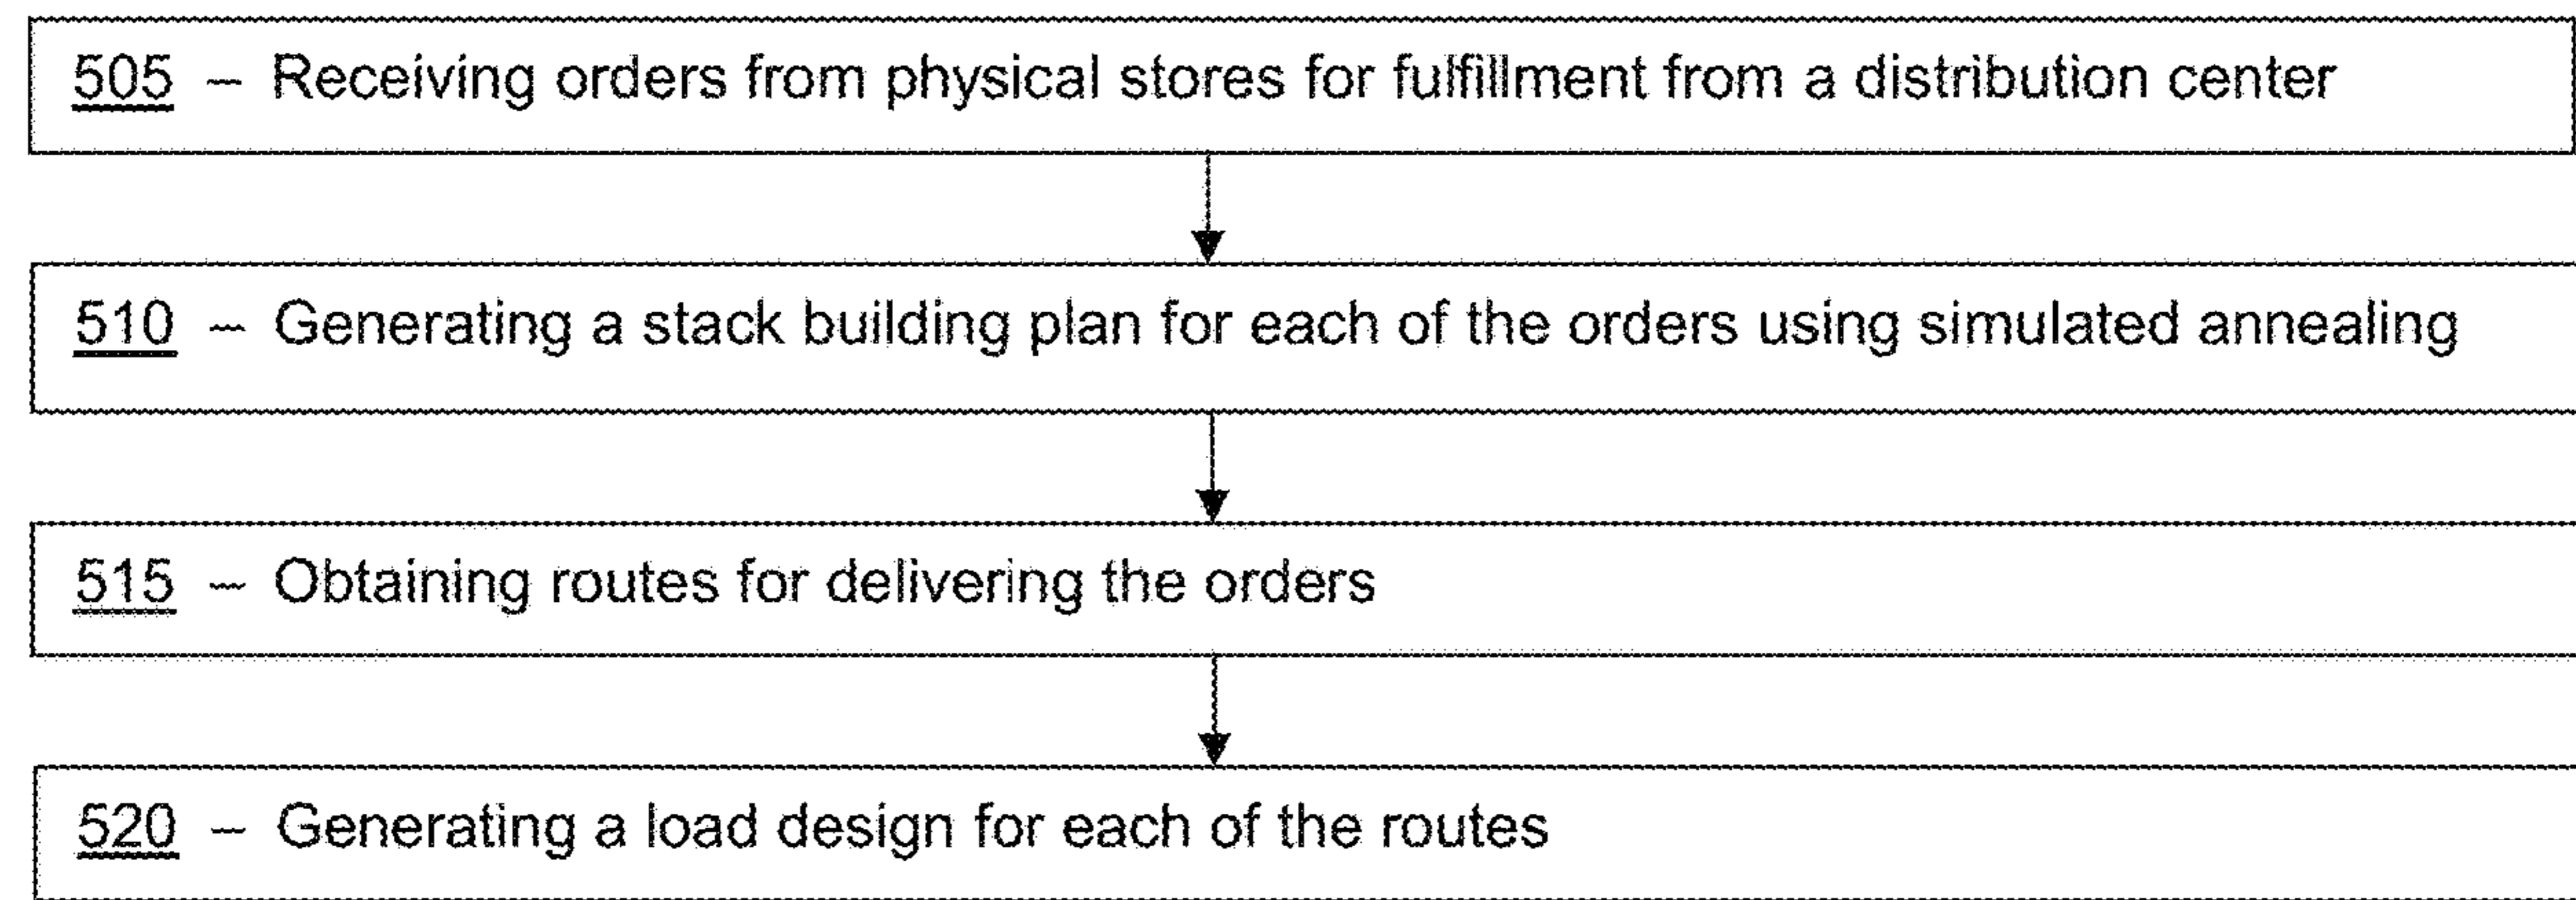 505 – Receiving orders from physical stores for fulfillment from a distribution center
510 – Generating a stack building plan for each of the orders using simulated annealing
515 – Obtaining routes for delivering the orders
520 – Generating a load design for each of the routes